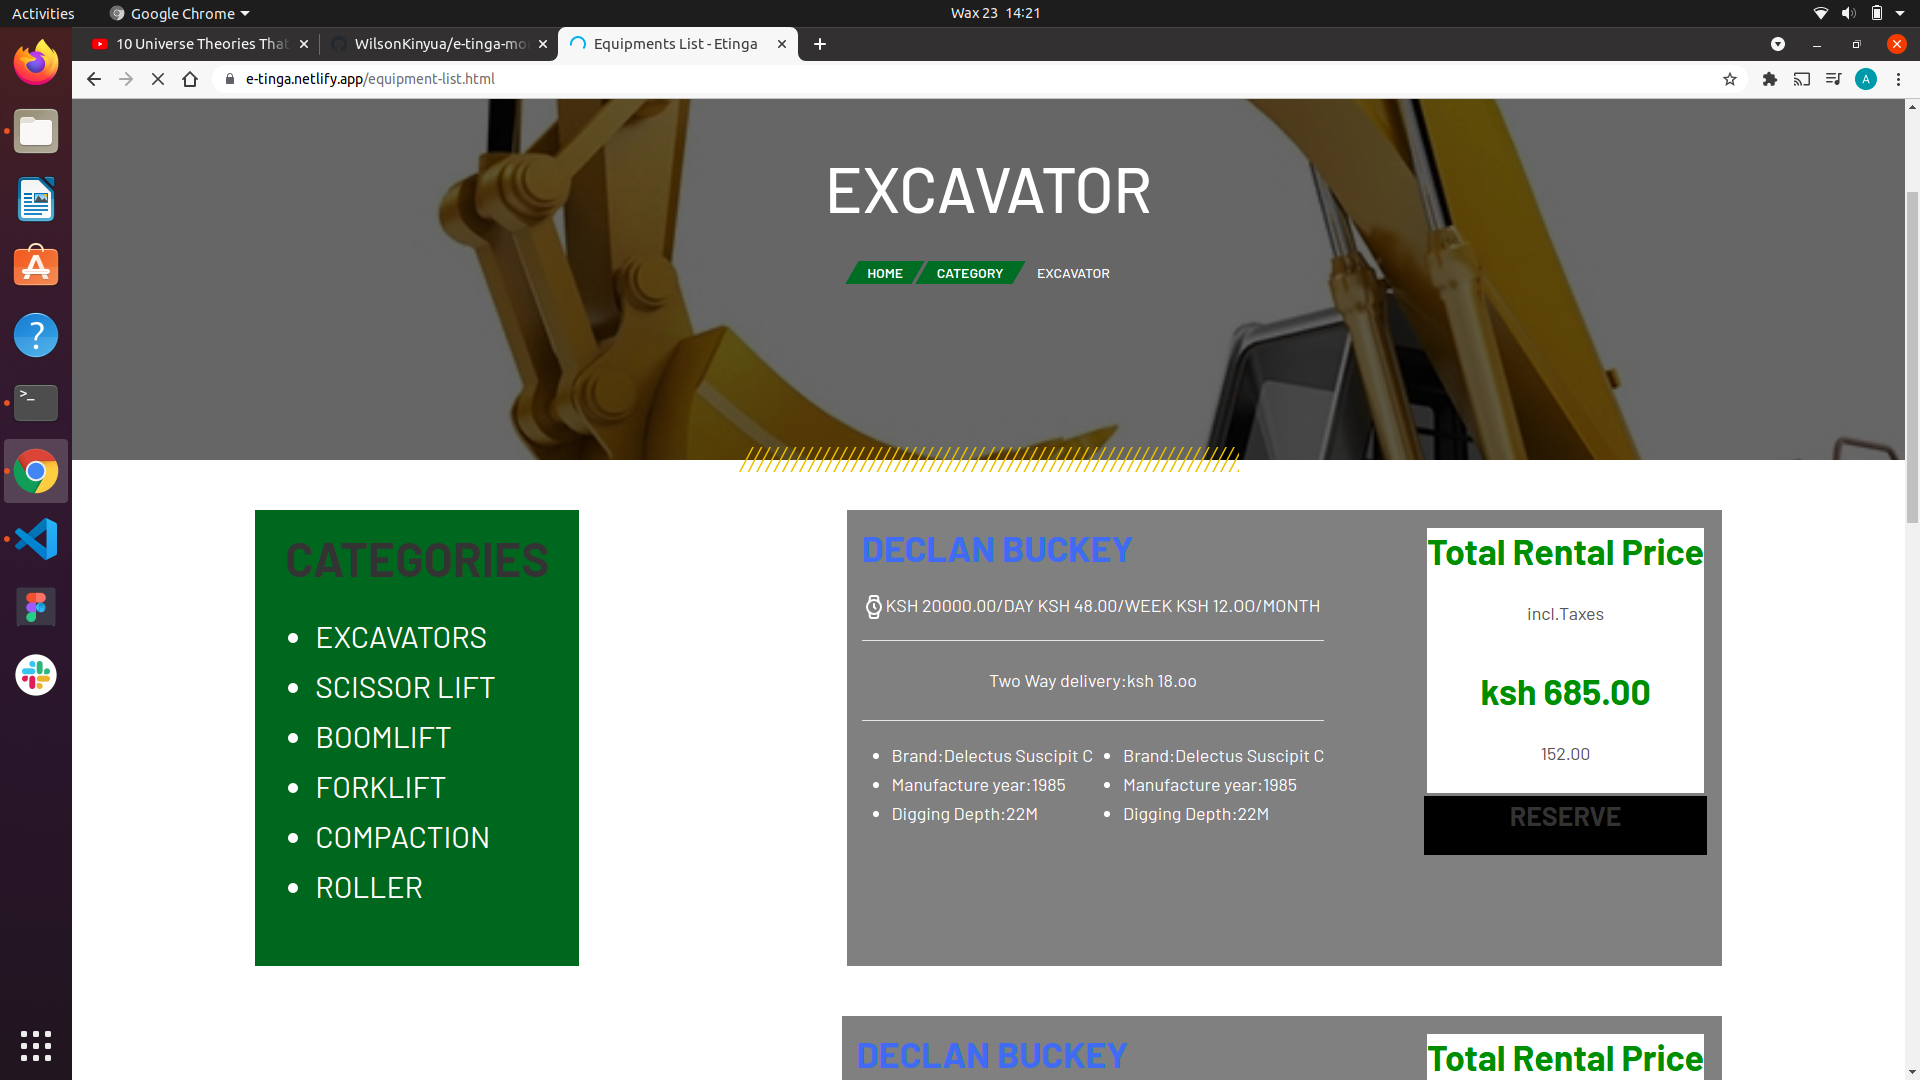 Activities
Google Chrome
Wax 23 14:21
10 Universe Theories That
WilsonKinyua/e-tinga-mo
Equipments List - Etinga
e-tinga.netlify.app/equipment-list.html
A
EXCAVATOR
HOME
CATEGORY
EXCAVATOR
CATEGORIES
EXCAVATORS
SCISSOR LIFT
BOOMLIFT
FORKLIFT
COMPACTION
ROLLER
DECLAN BUCKEY
KSH 20000.00/DAY KSH 48.00/WEEK KSH 12.OO/MONTH
Two Way delivery:ksh 18.oo
Brand:Delectus Suscipit C
Manufacture year:1985
Digging Depth:22M
Brand:Delectus Suscipit C
Manufacture year:1985
Digging Depth:22M
Total Rental Price
incl.Taxes
ksh 685.00
152.00
RESERVE
DECLAN BUCKEY
Total Rental Price